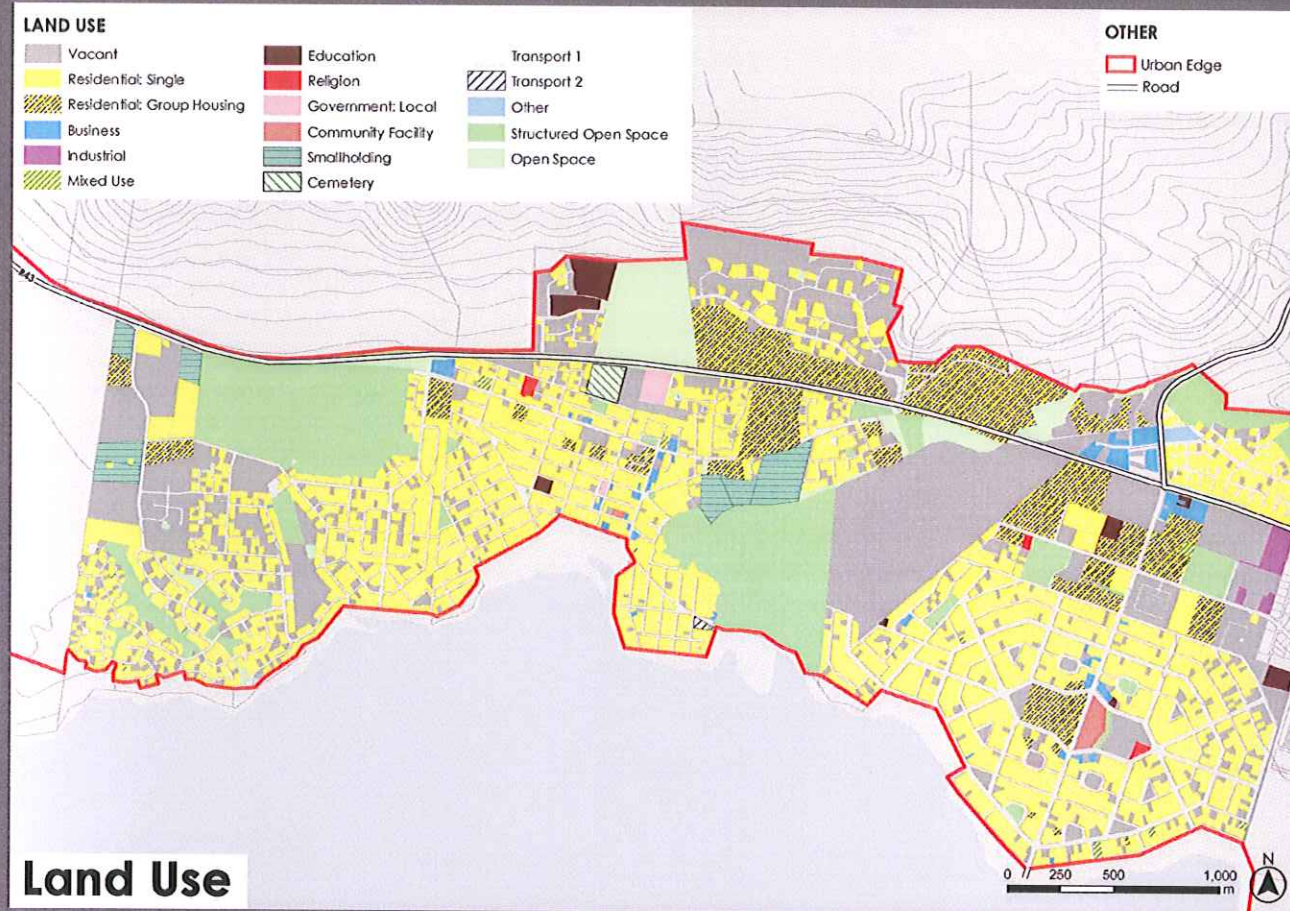 LAND USE
Vacant
Residential: Single
Residential: Group Housing
Business
Industrial
Mixed Use
Education
Religion
Government: Local
Community Facility
Smallholding
Cemetery
Transport 1
Transport 2
Other
Structured Open Space
Open Space
OTHER
Urban Edge
Road
R43
Land Use
0 250 500 1,000
m
N